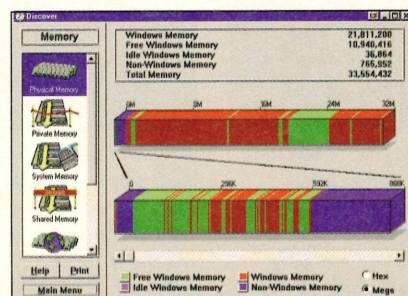 Discover
Memory
Physical Memory
Private Memory
System Memory
Shared Memory
Help Print
Main Menu
Windows Memory 21,811,200
Free Windows Memory 10,940,416
Idle Windows Memory 36,864
Non-Windows Memory 765,952
Total Memory 33,554,432
0M 8M 16M 24M 32M
0 296K 592K 888K
Free Windows Memory Windows Memory Hex
Idle Windows Memory Non-Windows Memory Megs